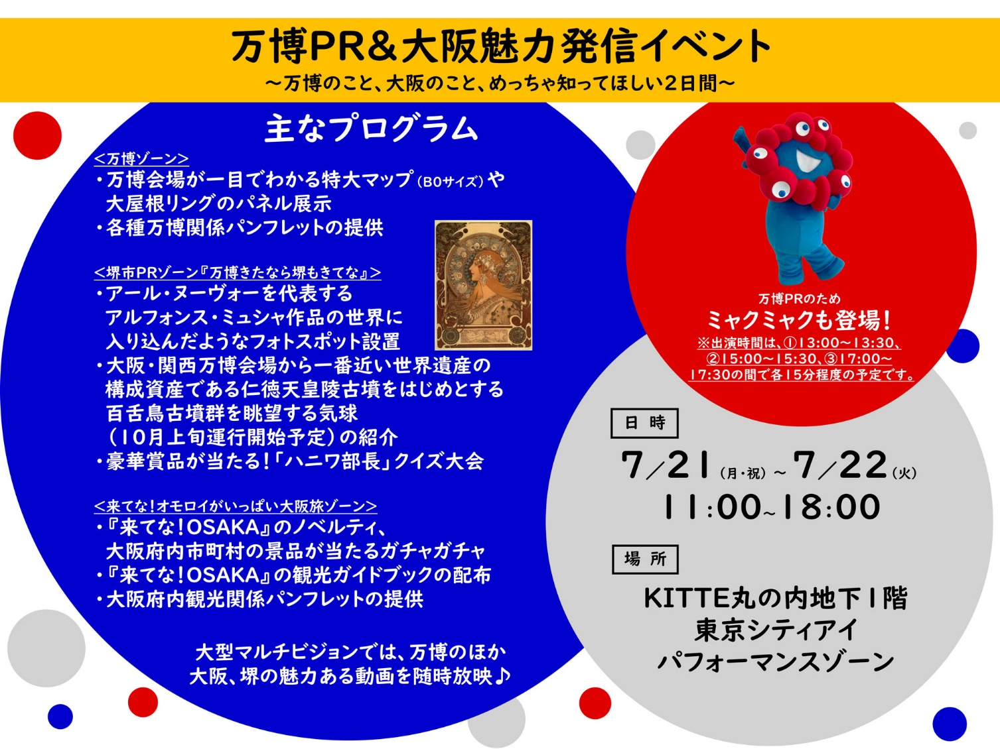 万博PR&大阪魅力発信イベント
～万博のこと、大阪のこと、めっちゃ知ってほしい2日間～
主なプログラム
<万博ゾーン>
・万博会場が一目でわかる特大マップ(B0サイズ)や
大屋根リングのパネル展示
・各種万博関係パンフレットの提供
<堺市PRゾーン『万博きたなら堺もきてな』>
・アール・ヌーヴォーを代表する
アルフォンス・ミュシャ作品の世界に
入り込んだようなフォトスポット設置
・大阪・関西万博会場から一番近い世界遺産の
構成資産である仁徳天皇陵古墳をはじめとする
百舌鳥古墳群を眺望する気球
(10月上旬運行開始予定)の紹介
・豪華賞品が当たる!「ハニワ部長」クイズ大会
<来てな!オモロイがいっぱい大阪旅ゾーン>
・『来てな!OSAKA』のノベルティ、
大阪府内市町村の景品が当たるガチャガチャ
・『来てな!OSAKA』の観光ガイドブックの配布
・大阪府内観光関係パンフレットの提供
大型マルチビジョンでは、万博のほか
大阪、堺の魅力ある動画を随時放映♪
万博PRのため
ミャクミャクも登場!
※出演時間は、①13:00～13:30、
②15:00～15:30、③17:00～
17:30の間で各15分程度の予定です。
日 時
7/21(月・祝)～7/22(火)
11:00～18:00
場 所
KITTE丸の内地下1階
東京シティアイ
パフォーマンスゾーン